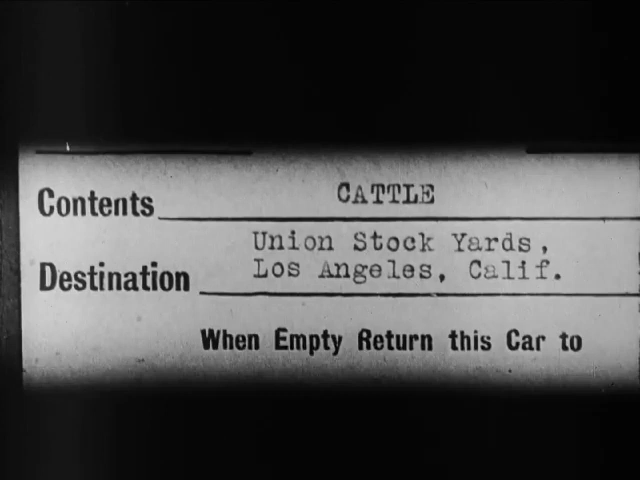 Contents CATTLE
Union Stock Yards,
Destination Los Angeles, Calif.
When Empty Return this Car to